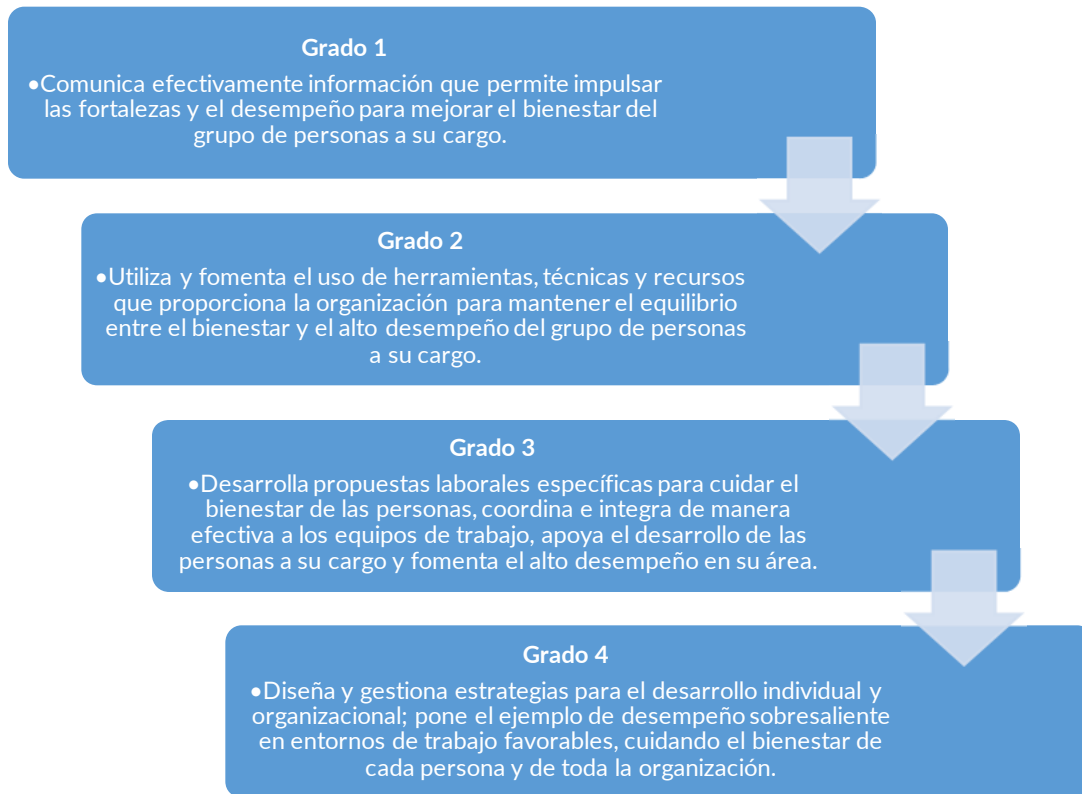 Grado 1
•Comunica efectivamente información que permite impulsar
las fortalezas y el desempeño para mejorar el bienestar del
grupo de personas a su cargo.
Grado 2
•Utiliza y fomenta el uso de herramientas, técnicas y recursos
que proporciona la organización para mantener el equilibrio
entre el bienestar y el alto desempeño del grupo de personas
a su cargo.
Grado 3
•Desarrolla propuestas laborales específicas para cuidar el
bienestar de las personas, coordina e integra de manera
efectiva a los equipos de trabajo, apoya el desarrollo de las
personas a su cargo y fomenta el alto desempeño en su área.
Grado 4
•Diseña y gestiona estrategias para el desarrollo individual y
organizacional; pone el ejemplo de desempeño sobresaliente
en entornos de trabajo favorables, cuidando el bienestar de
cada persona y de toda la organización.